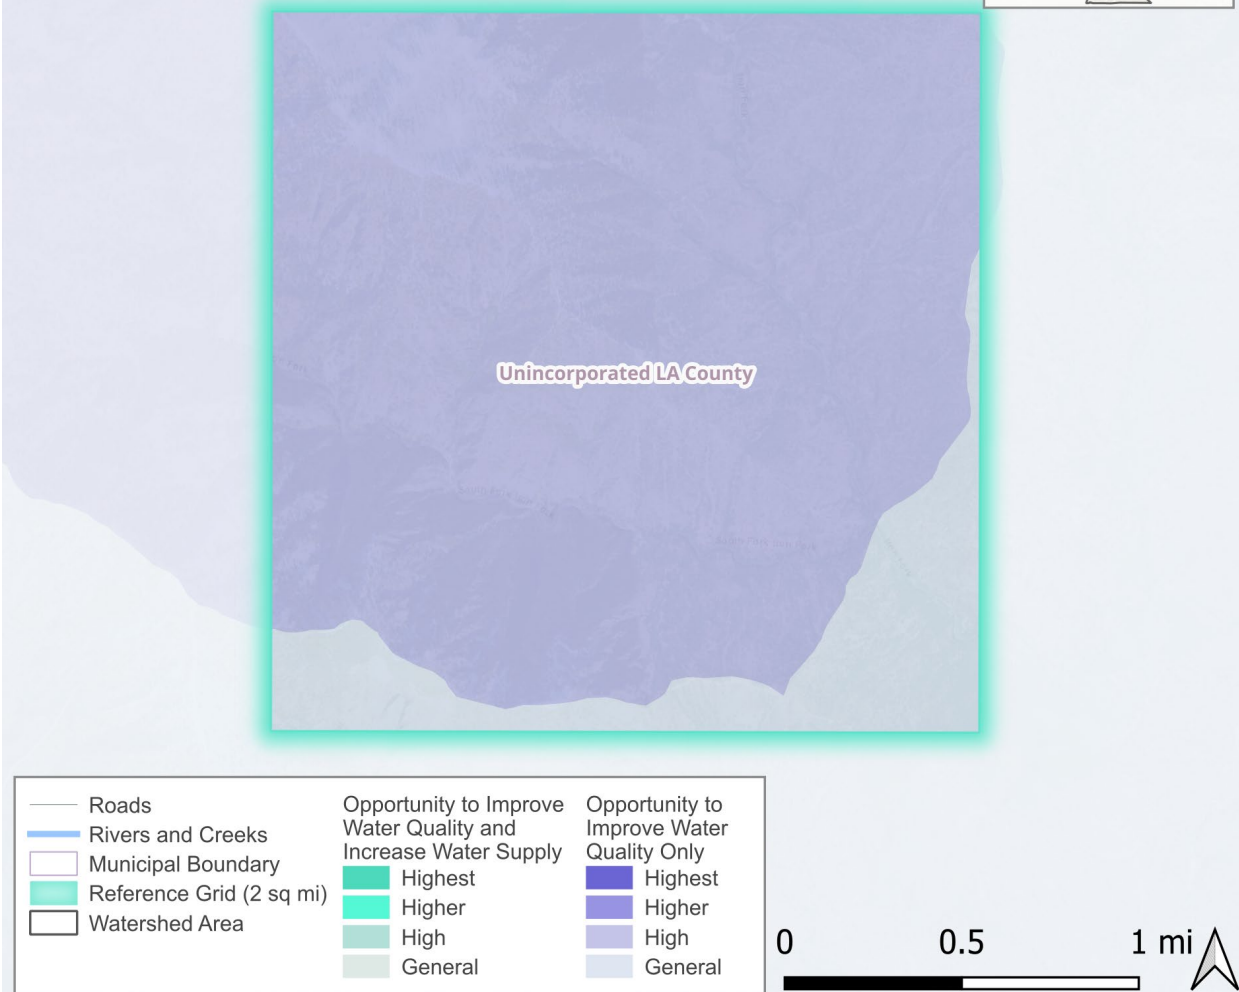 Unincorporated LA County
Roads
Rivers and Creeks
Municipal Boundary
Reference Grid (2 sq mi)
Watershed Area
Opportunity to Improve
Water Quality and
Increase Water Supply
Highest
Higher
High
General
Opportunity to
Improve Water
Quality Only
Highest
Higher
High
General
0 0.5 1 mi